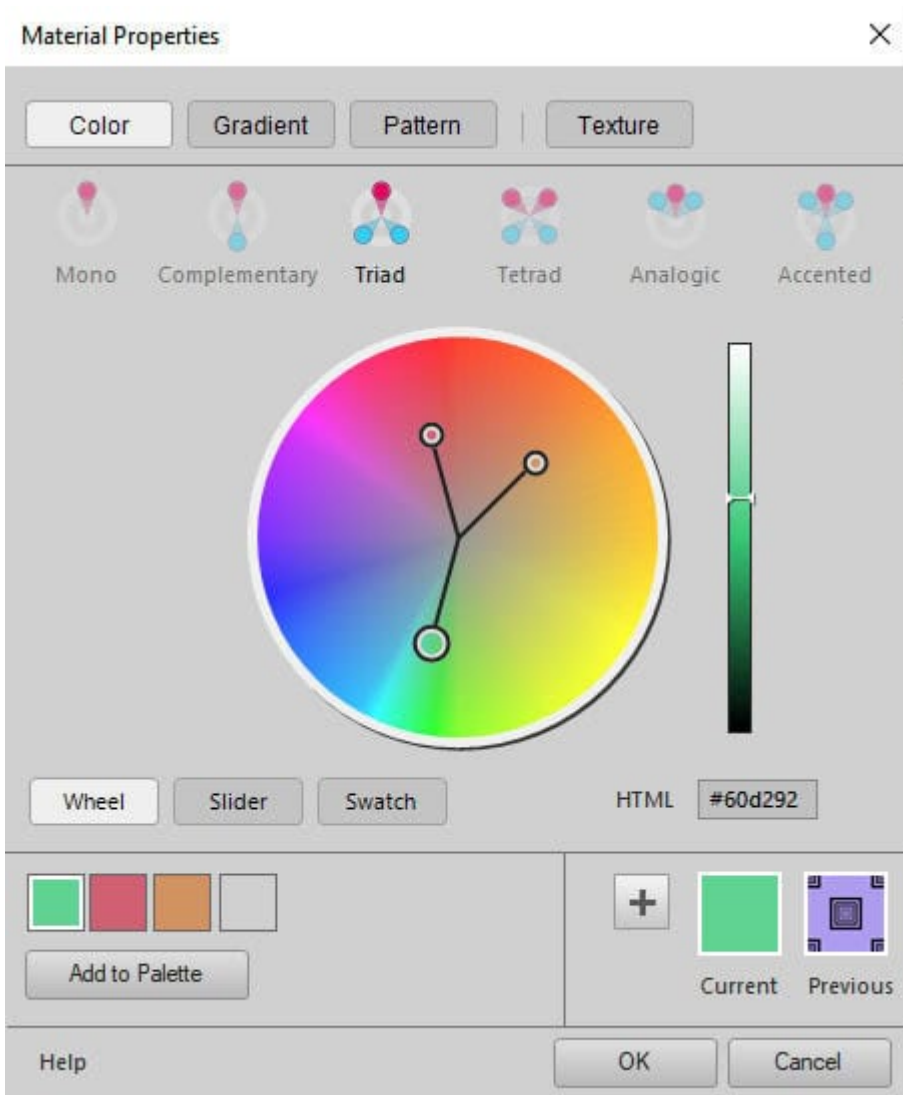 Material Properties
Color Gradient Pattern Texture
Mono Complementary Triad Tetrad Analogic Accented
Wheel Slider Swatch HTML #60d292
Add to Palette
Current Previous
Help OK Cancel